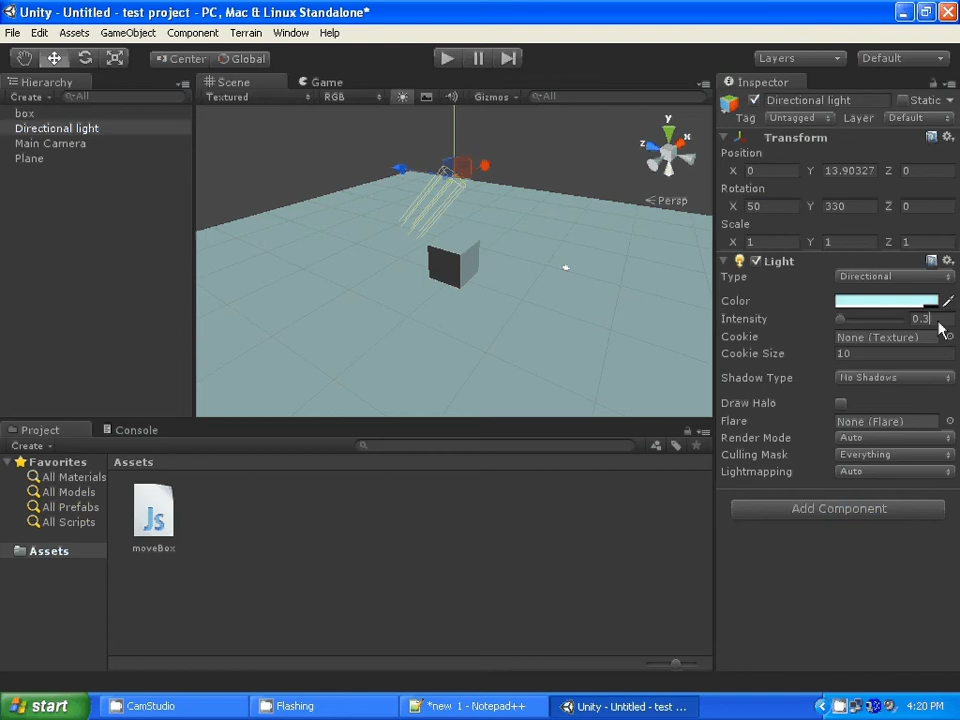 Unity - Untitled - test project - PC, Mac & Linux Standalone*
File Edit Assets GameObject Component Terrain Window Help
Center Global Layers Default
Hierarchy
Create All
box
Directional light
Main Camera
Plane
Scene Game
Textured RGB Gizmos All
y
x
z
Persp
Inspector
Directional light Static
Tag Untagged Layer Default
Transform
Position
X 0 Y 13.90327 Z 0
Rotation
X 50 Y 330 Z 0
Scale
X 1 Y 1 Z 1
Light
Type Directional
Color
Intensity 0.3
Cookie None (Texture)
Cookie Size 10
Shadow Type No Shadows
Draw Halo
Flare None (Flare)
Render Mode Auto
Culling Mask Everything
Lightmapping Auto
Add Component
Project Console
Create
Favorites
All Materials
All Models
All Prefabs
All Scripts
Assets
Assets
Js
moveBox
start CamStudio Flashing *new 1 - Notepad++ Unity - Untitled - test ... 4:20 PM